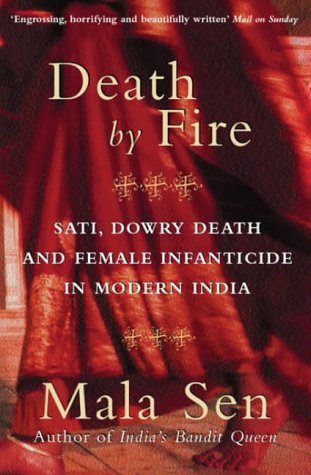 'Engrossing, horrifying and beautifully written' Mail on Sunday
Death
by Fire
SATI, DOWRY DEATH
AND FEMALE INFANTICIDE
IN MODERN INDIA
Mala Sen
Author of India's Bandit Queen